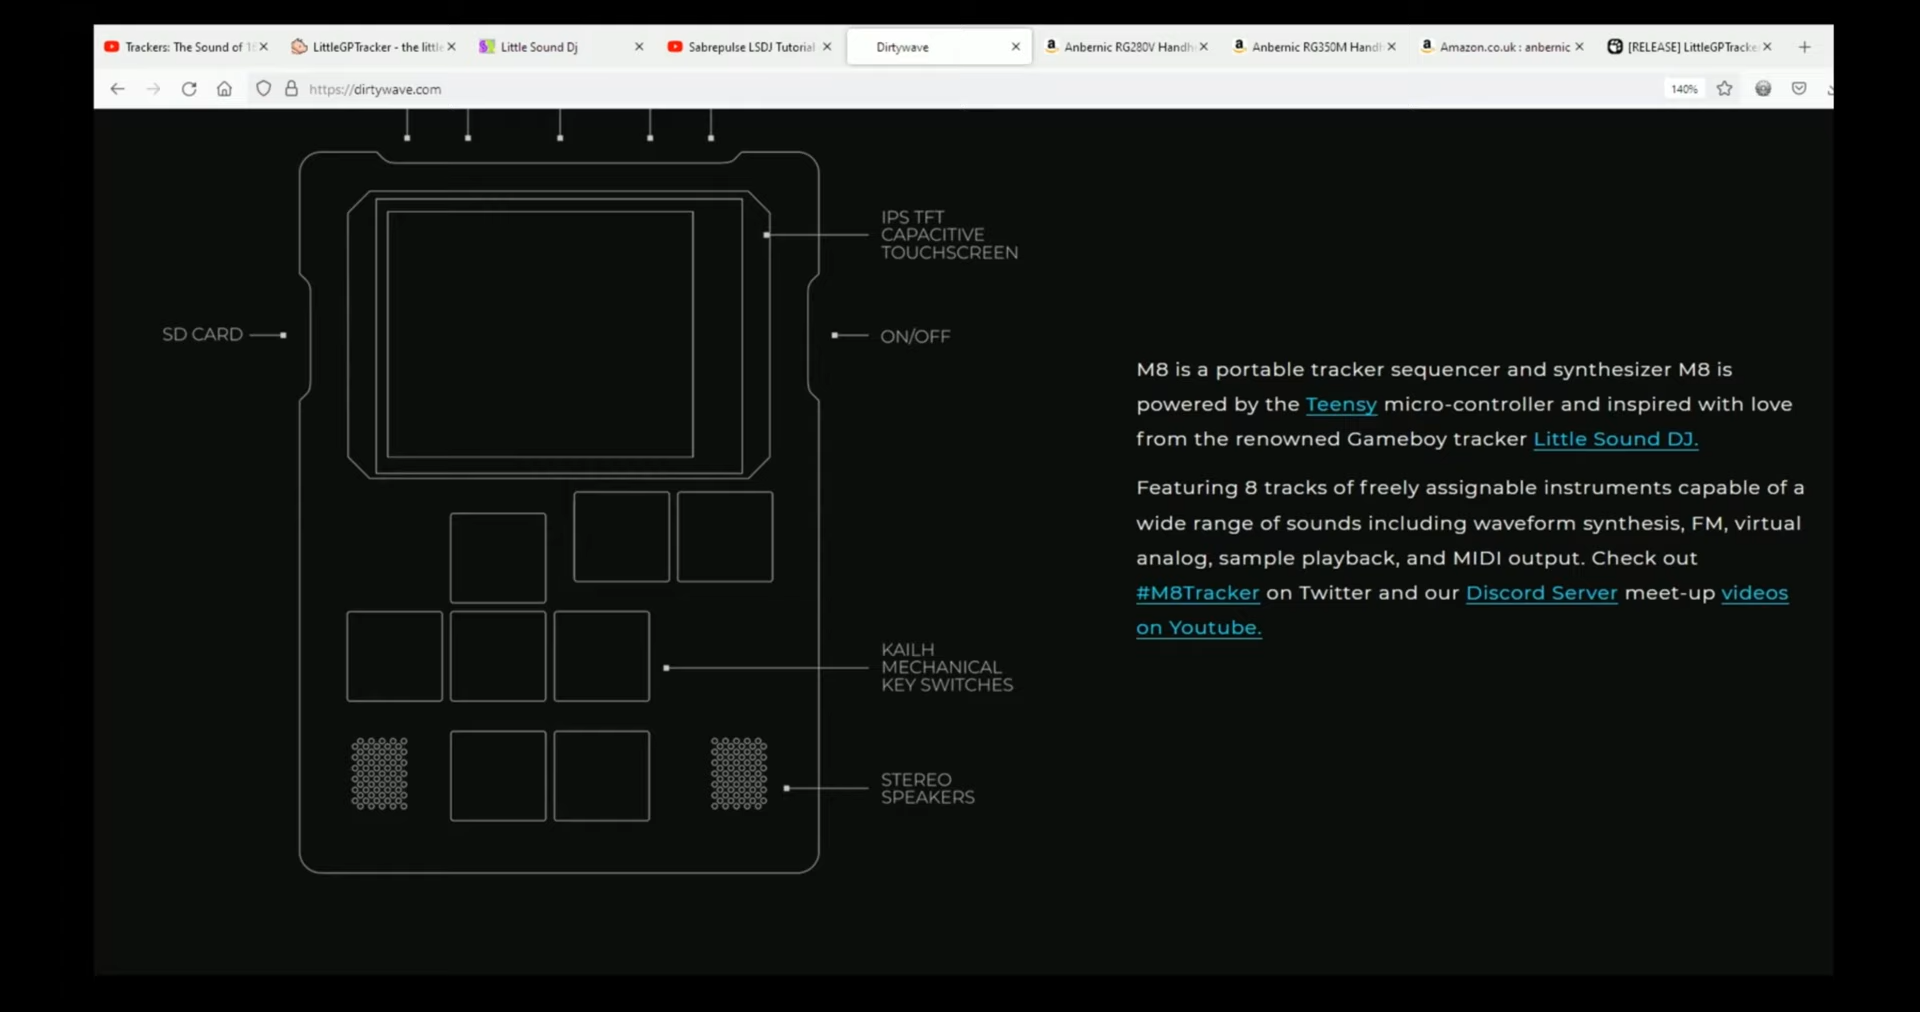 Trackers: The Sound of 16
LittleGPTracker - the little
Little Sound Dj
Sabrepulse LSDJ Tutorial
Dirtywave
Anbernic RG280V Handh
Anbernic RG350M Handh
Amazon.co.uk : anbernic
[RELEASE] LittleGPTracke
https://dirtywave.com
140%
IPS TFT
CAPACITIVE
TOUCHSCREEN
SD CARD
ON/OFF
KAILH
MECHANICAL
KEY SWITCHES
STEREO
SPEAKERS
M8 is a portable tracker sequencer and synthesizer M8 is
powered by the Teensy micro-controller and inspired with love
from the renowned Gameboy tracker Little Sound DJ.
Featuring 8 tracks of freely assignable instruments capable of a
wide range of sounds including waveform synthesis, FM, virtual
analog, sample playback, and MIDI output. Check out
#M8Tracker on Twitter and our Discord Server meet-up videos
on Youtube.